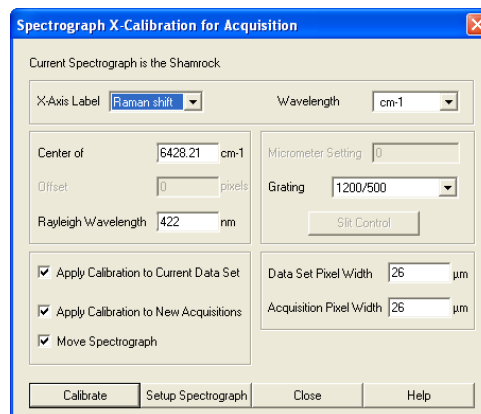 Spectrograph X-Calibration for Acquisition
Current Spectrograph is the Shamrock
X-Axis Label Raman shift Wavelength cm-1
Center of 6428.21 cm-1
Offset 0 pixels
Rayleigh Wavelength 422 nm
Micrometer Setting 0
Grating 1200/500
Slit Control
Apply Calibration to Current Data Set
Apply Calibration to New Acquisitions
Move Spectrograph
Data Set Pixel Width 26 µm
Acquisition Pixel Width 26 µm
Calibrate Setup Spectrograph Close Help